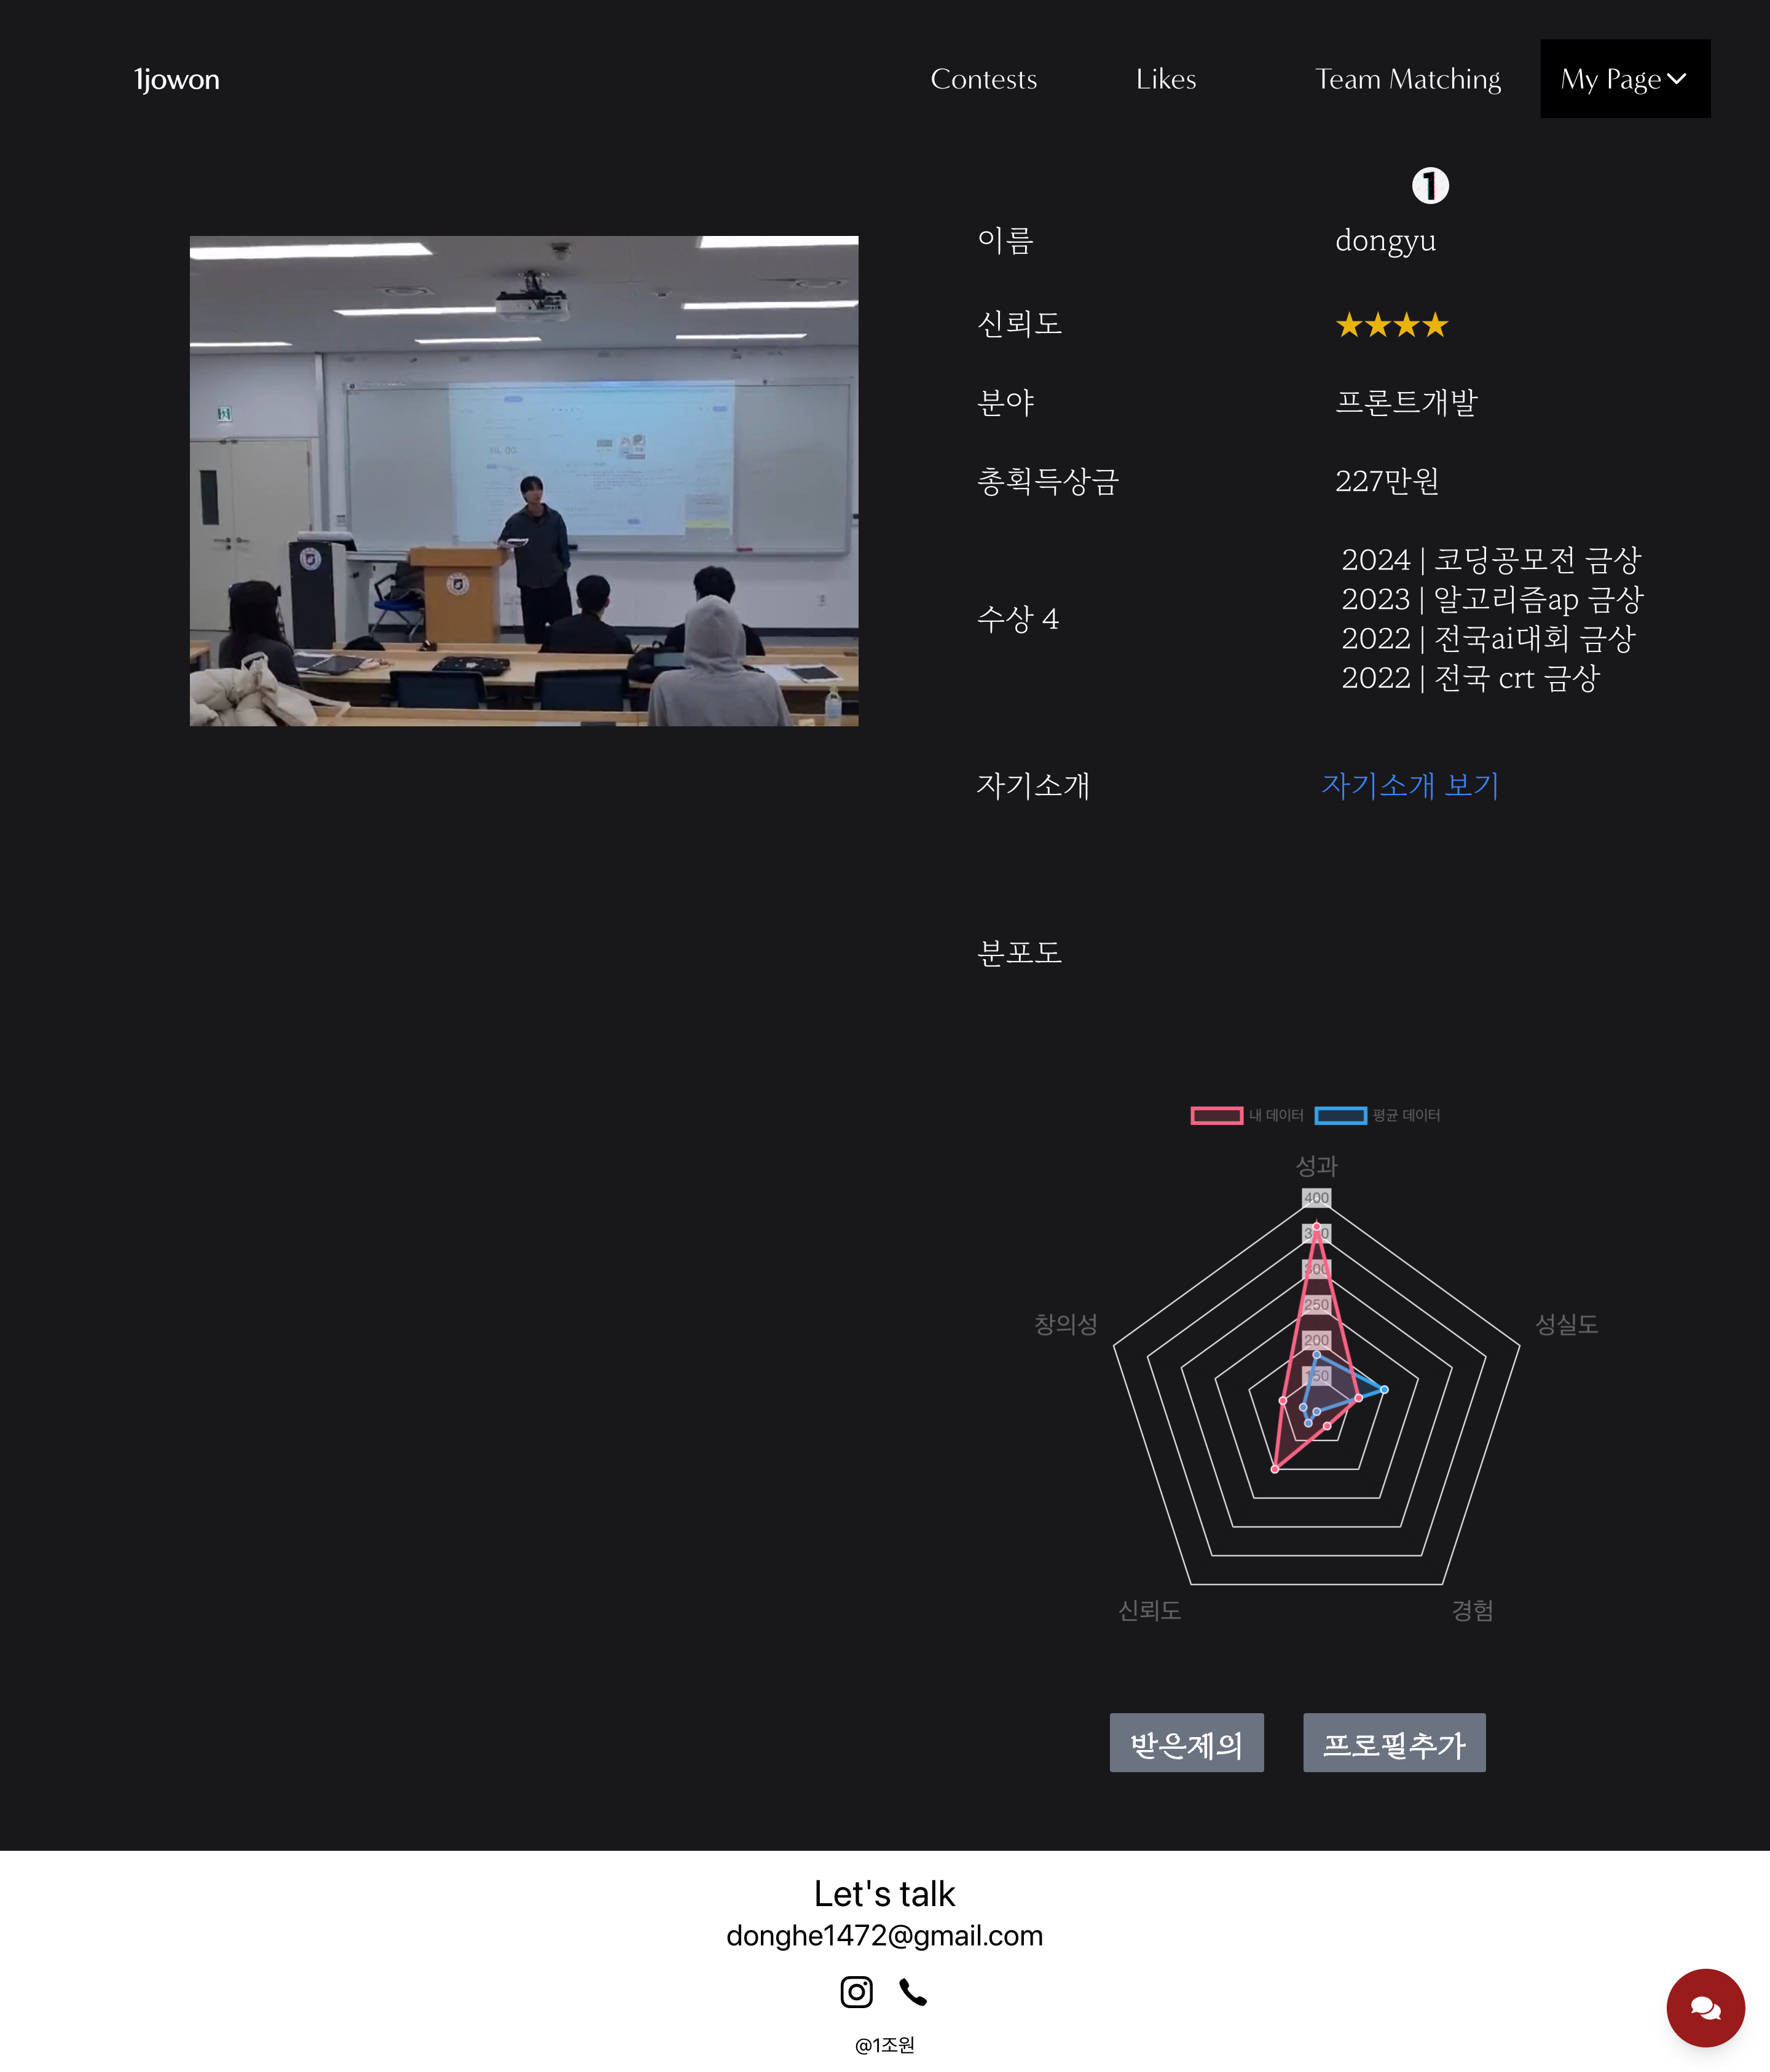 1jowon
Contests
Likes
Team Matching
My Page
1
이름
dongyu
신뢰도
★★★★
분야
프론트개발
총획득상금
227만원
수상 4
2024 | 코딩공모전 금상
2023 | 알고리즘ap 금상
2022 | 전국ai대회 금상
2022 | 전국 crt 금상
자기소개
자기소개 보기
분포도
내 데이터
평균 데이터
성과
400
300
250
200
150
창의성
성실도
신뢰도
경험
받은제의
프로필추가
Let's talk
donghe1472@gmail.com
@1조원